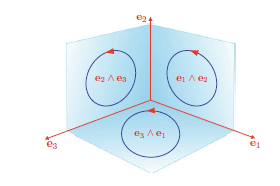 e₂
e₂ ∧ e₃
e₁ ∧ e₂
e₃ ∧ e₁
e₃
e₁